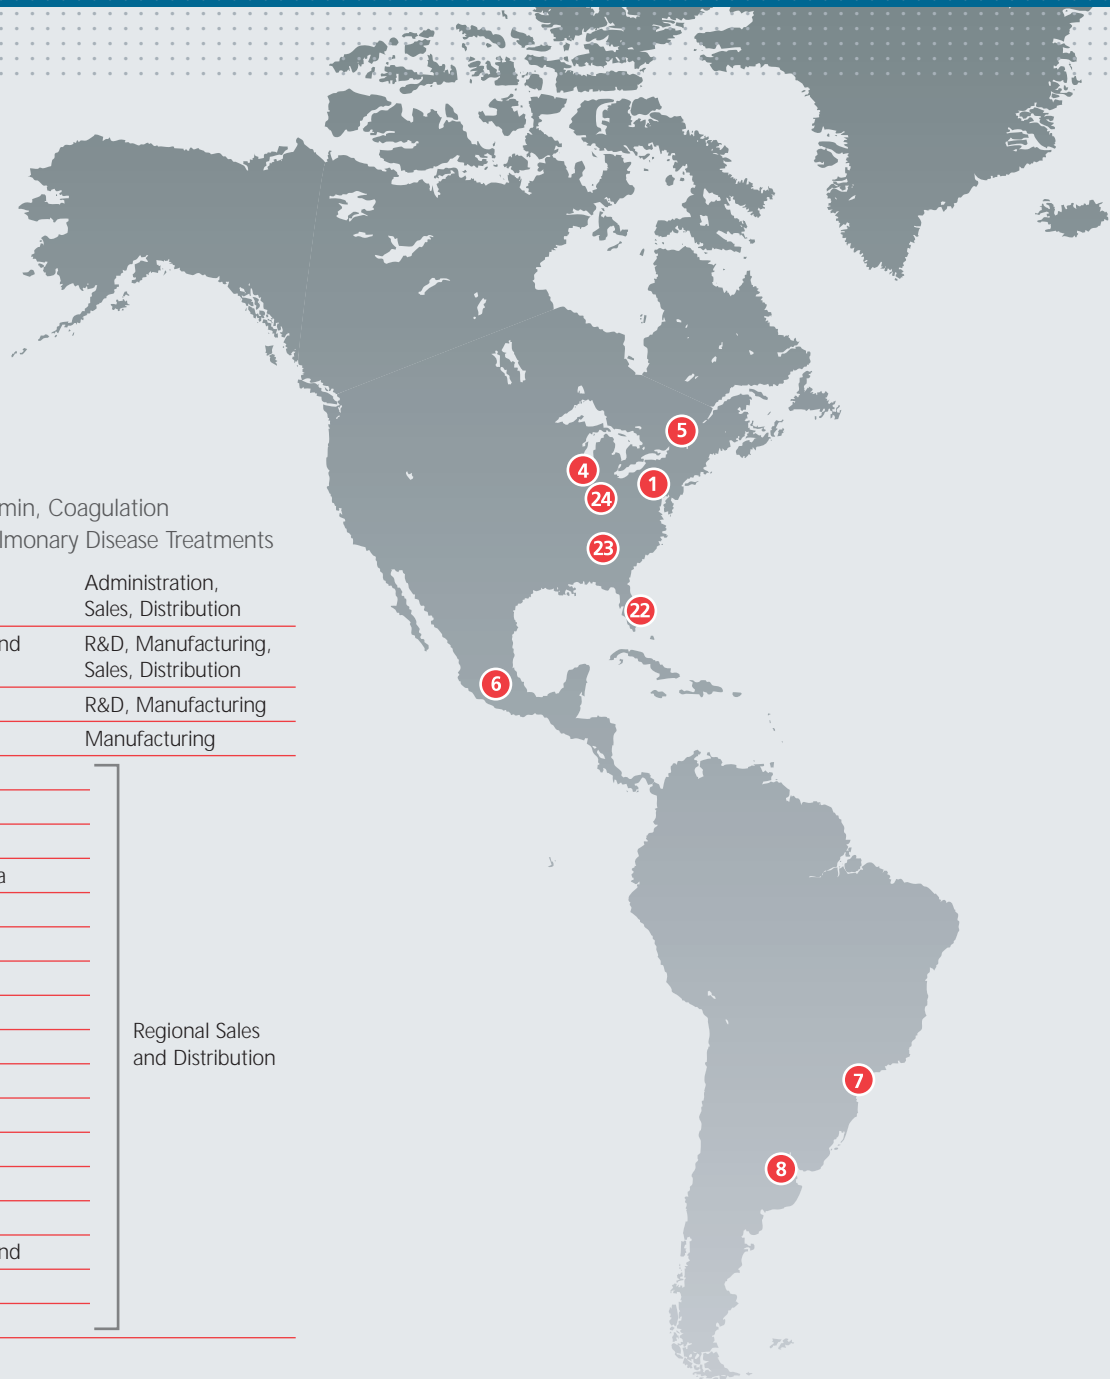 min, Coagulation
lmonary Disease Treatments
Administration,
Sales, Distribution
nd
R&D, Manufacturing,
Sales, Distribution
R&D, Manufacturing
Manufacturing
a
Regional Sales
and Distribution
nd
5
4
1
24
23
22
6
7
8